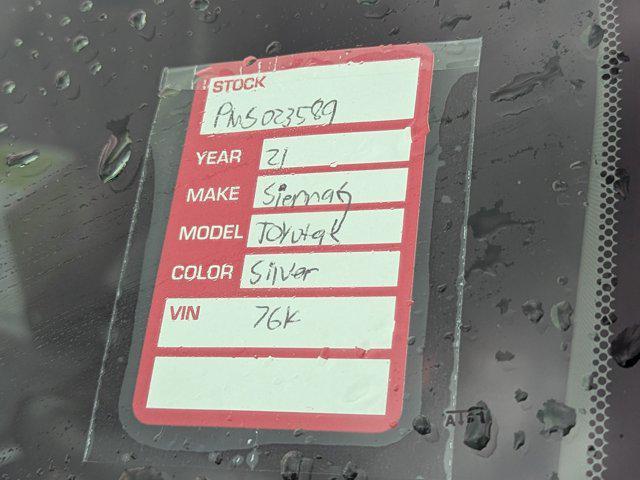 STOCK
PMS023589
YEAR 21
MAKE Siennag
MODEL Toyotak
COLOR Silver
VIN 76K